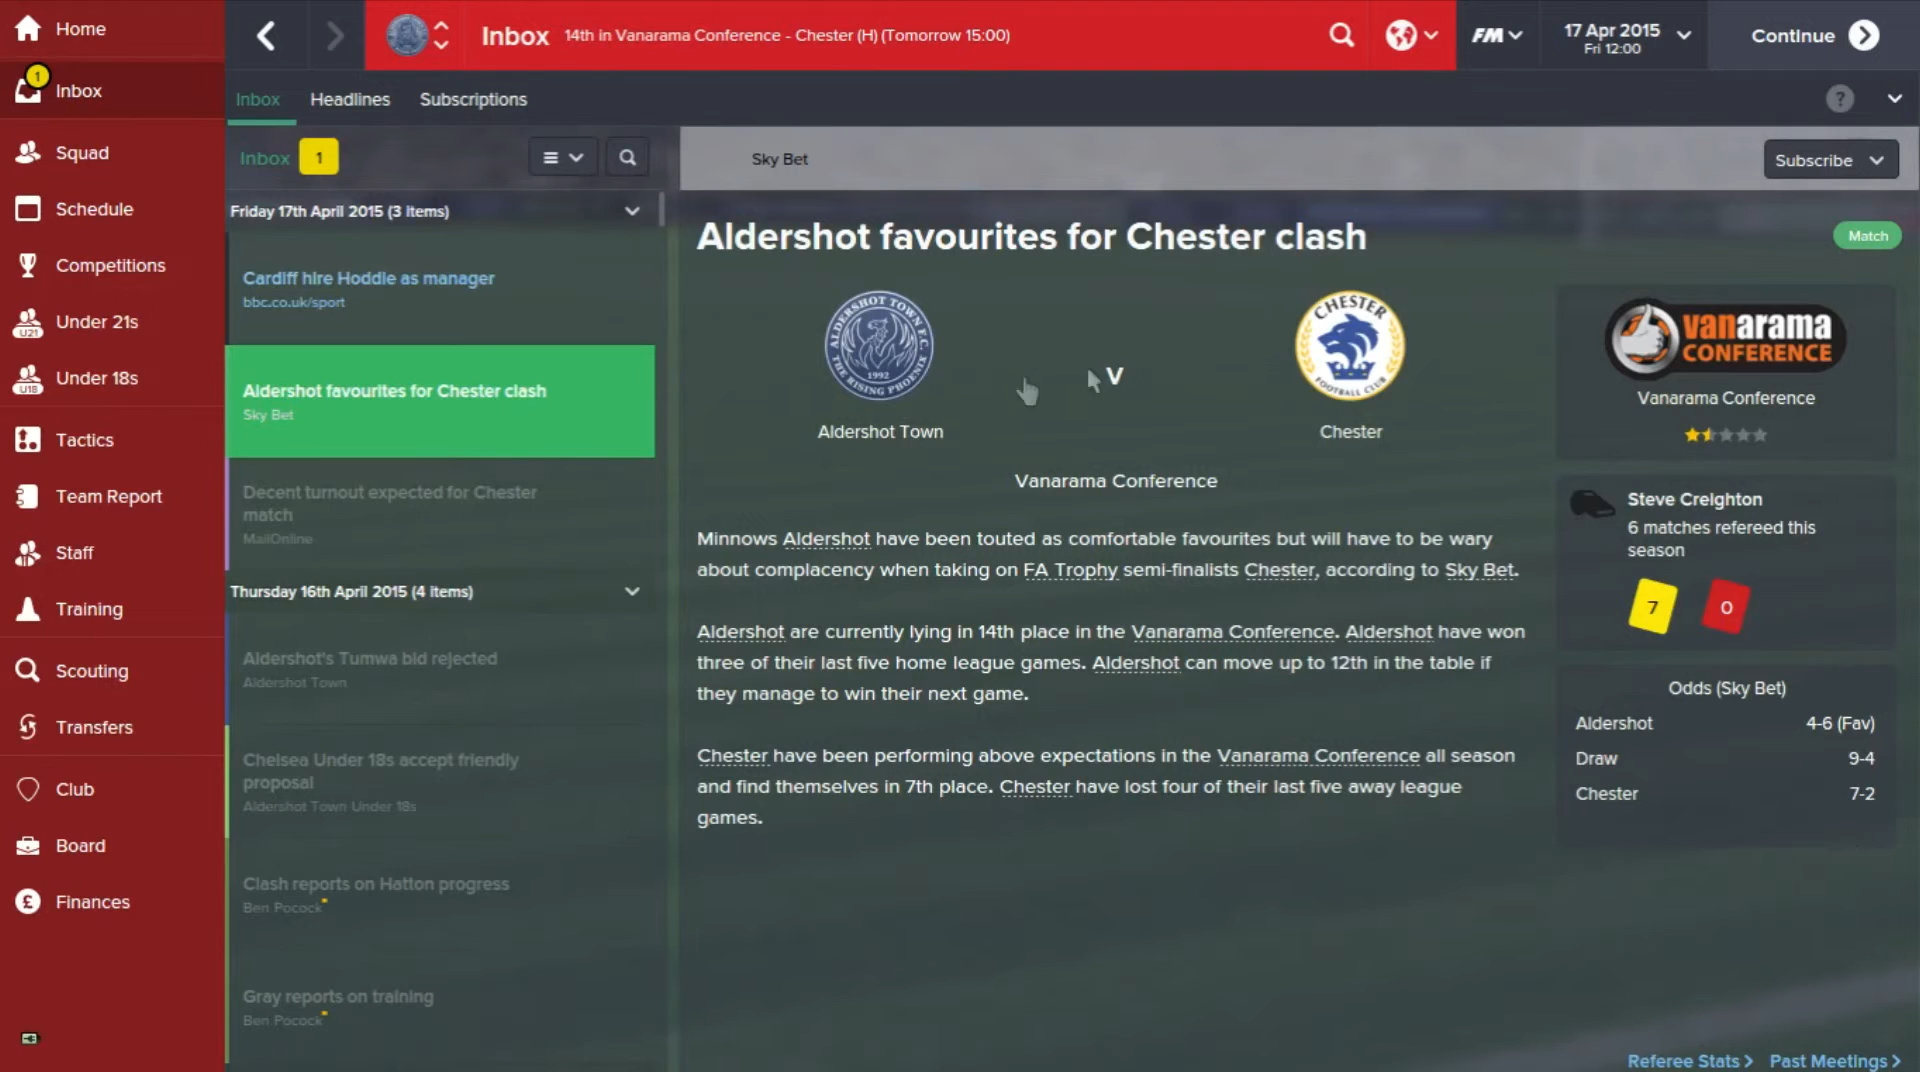 Home
Inbox 14th in Vanarama Conference - Chester (H) (Tomorrow 15:00)
FM
17 Apr 2015
Fri 12:00
Continue
1
Inbox
Squad
Schedule
Competitions
U21
Under 21s
U18
Under 18s
Tactics
Team Report
Staff
Training
Scouting
Transfers
Club
Board
£
Finances
Inbox Headlines Subscriptions
?
Inbox 1
Friday 17th April 2015 (3 items)
Cardiff hire Hoddle as manager
bbc.co.uk/sport
Aldershot favourites for Chester clash
Sky Bet
Decent turnout expected for Chester
match
MailOnline
Thursday 16th April 2015 (4 items)
Aldershot's Tumwa bid rejected
Aldershot Town
Chelsea Under 18s accept friendly
proposal
Aldershot Town Under 18s
Clash reports on Hatton progress
Ben Pocock
Gray reports on training
Ben Pocock
Sky Bet
Subscribe
Aldershot favourites for Chester clash
Match
ALDERSHOT TOWN F.C.
1992
THE RISING PHOENIX
V
CHESTER
FOOTBALL CLUB
Aldershot Town
Chester
Vanarama Conference
Minnows Aldershot have been touted as comfortable favourites but will have to be wary
about complacency when taking on FA Trophy semi-finalists Chester, according to Sky Bet.
Aldershot are currently lying in 14th place in the Vanarama Conference. Aldershot have won
three of their last five home league games. Aldershot can move up to 12th in the table if
they manage to win their next game.
Chester have been performing above expectations in the Vanarama Conference all season
and find themselves in 7th place. Chester have lost four of their last five away league
games.
vanarama
CONFERENCE
Vanarama Conference
Steve Creighton
6 matches refereed this
season
7 0
Odds (Sky Bet)
Aldershot 4-6 (Fav)
Draw 9-4
Chester 7-2
Referee Stats > Past Meetings >